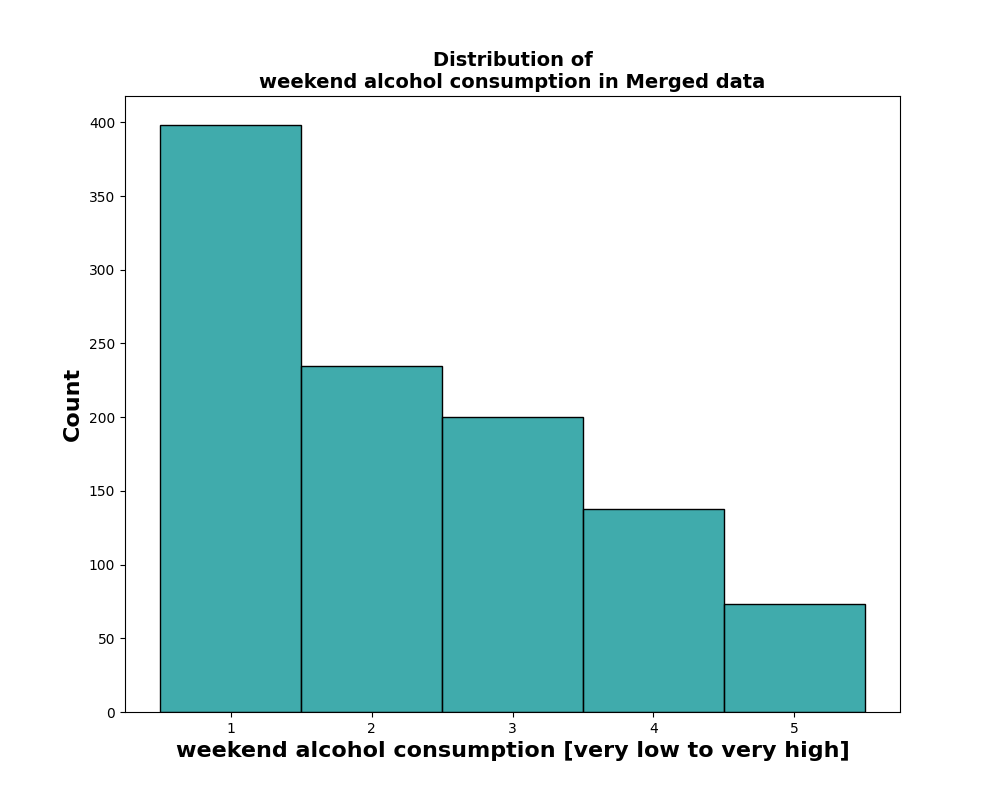 Distribution of
weekend alcohol consumption in Merged data
Count
400
350
300
250
200
150
100
50
0
1 2 3 4 5
weekend alcohol consumption [very low to very high]